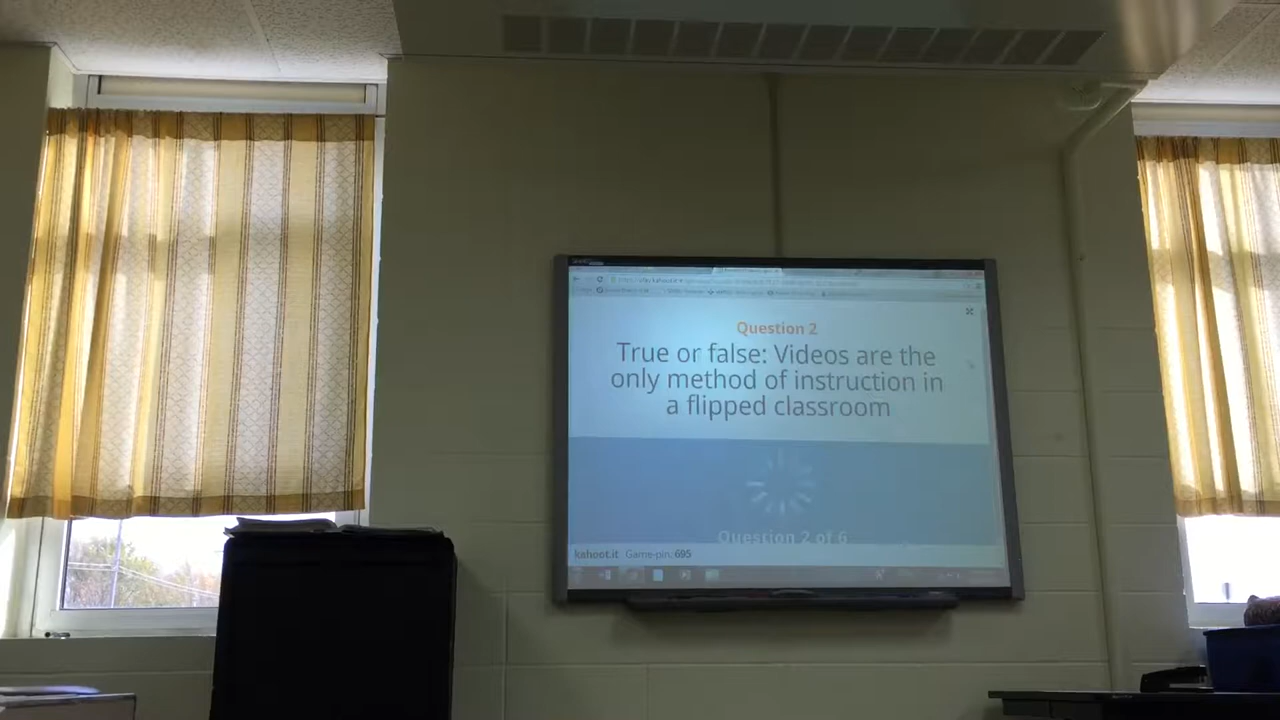 Question 2
True or false: Videos are the
only method of instruction in
a flipped classroom
Question 2 of 6
kahoot.it Game-pin: 695